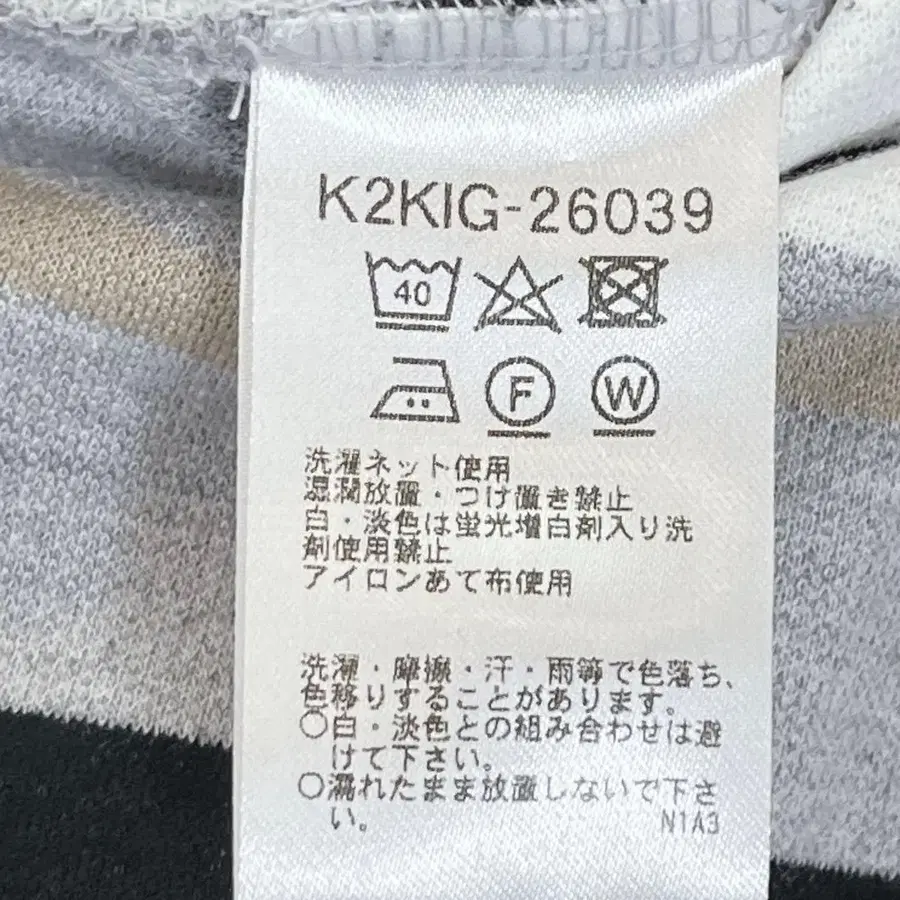 K2KIG-26039
40
F W
洗濯ネット使用
湿潤放置・つけ置き禁止
白・淡色は蛍光増白剤入り洗
剤使用禁止
アイロンあて布使用
洗濯・摩擦・汗・雨等で色落ち、
色移りすることがあります。
○白・淡色との組み合わせは避
けて下さい。
○濡れたまま放置しないで下さ
い。
N1A3